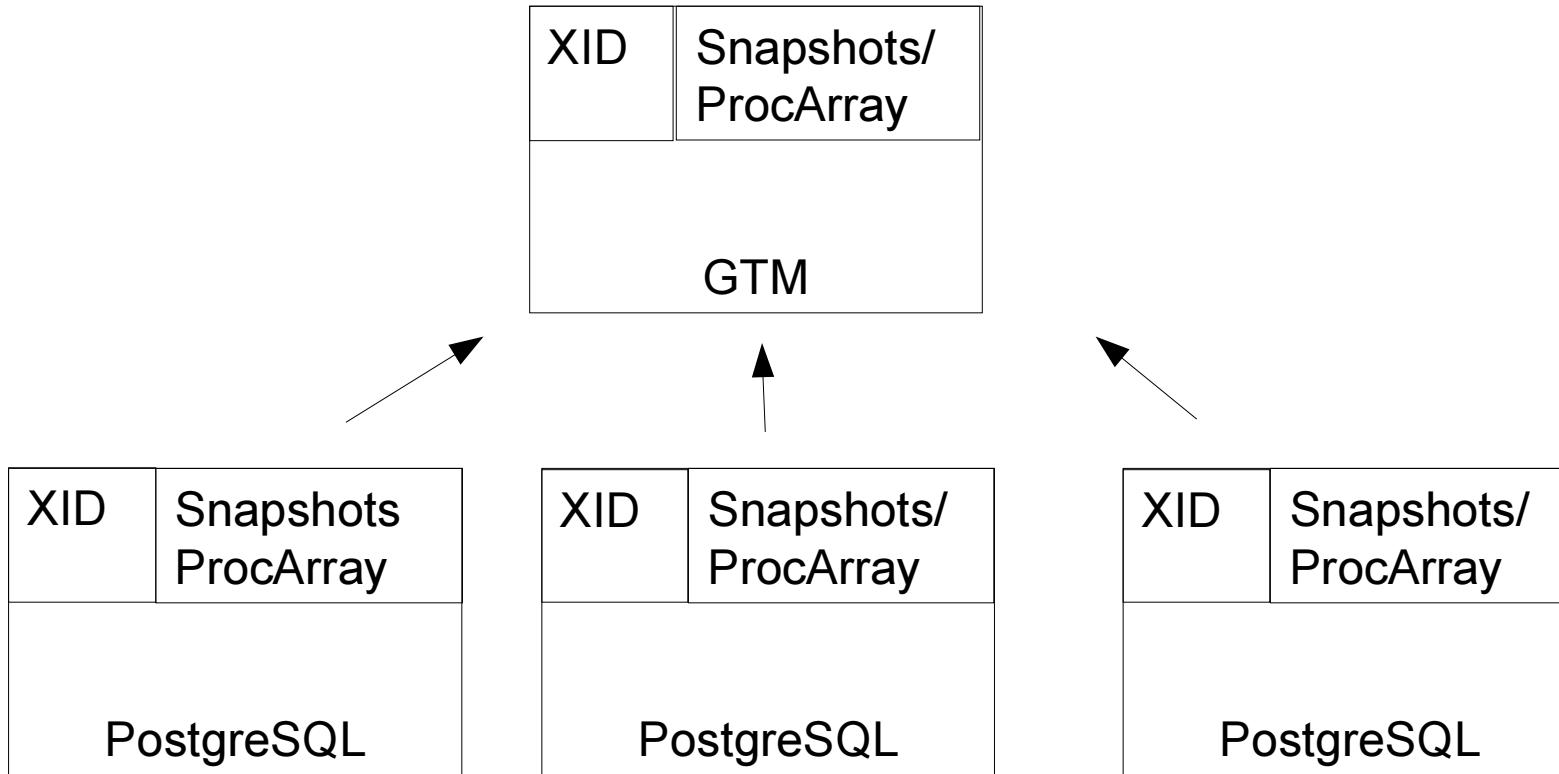 XID
Snapshots/
ProcArray
GTM
XID
Snapshots
ProcArray
PostgreSQL
XID
Snapshots/
ProcArray
PostgreSQL
XID
Snapshots/
ProcArray
PostgreSQL